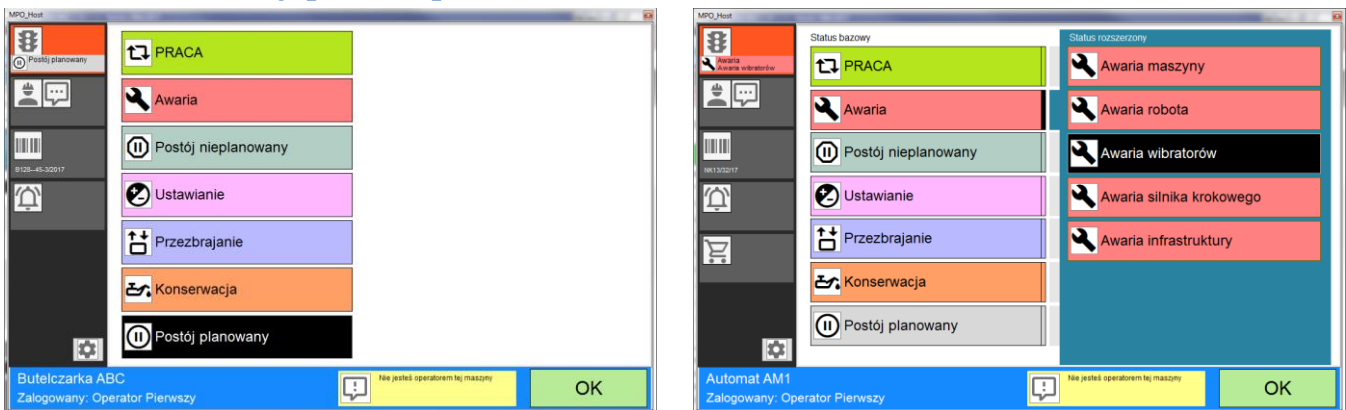 MPO_Host
Postój planowany
B128--45-3/2017
PRACA
Awaria
Postój nieplanowany
Ustawianie
Przezbrajanie
Konserwacja
Postój planowany
Butelczarka ABC
Zalogowany: Operator Pierwszy
Nie jesteś operatorem tej maszyny
OK
MPO_Host
Awaria
Awaria wibratorów
NK13/32/17
Status bazowy
PRACA
Awaria
Postój nieplanowany
Ustawianie
Przezbrajanie
Konserwacja
Postój planowany
Status rozszerzony
Awaria maszyny
Awaria robota
Awaria wibratorów
Awaria silnika krokowego
Awaria infrastruktury
Automat AM1
Zalogowany: Operator Pierwszy
Nie jesteś operatorem tej maszyny
OK